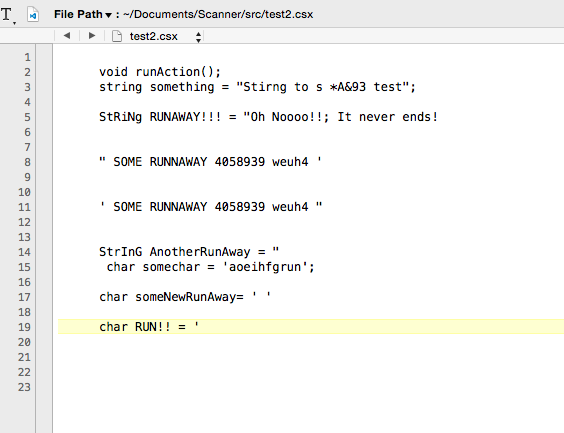 T.
File Path ▾ : ~/Documents/Scanner/src/test2.csx
test2.csx
1
2 void runAction();
3 string something = "Stirng to s *A&93 test";
4
5 StRiNg RUNAWAY!!! = "Oh Noooo!!; It never ends!
6
7
8 " SOME RUNNAWAY 4058939 weuh4 '
9
10
11 ' SOME RUNNAWAY 4058939 weuh4 "
12
13
14 StrInG AnotherRunAway = "
15 char somechar = 'aoeihfgrun';
16
17 char someNewRunAway= ' '
18
19 char RUN!! = '
20
21
22
23